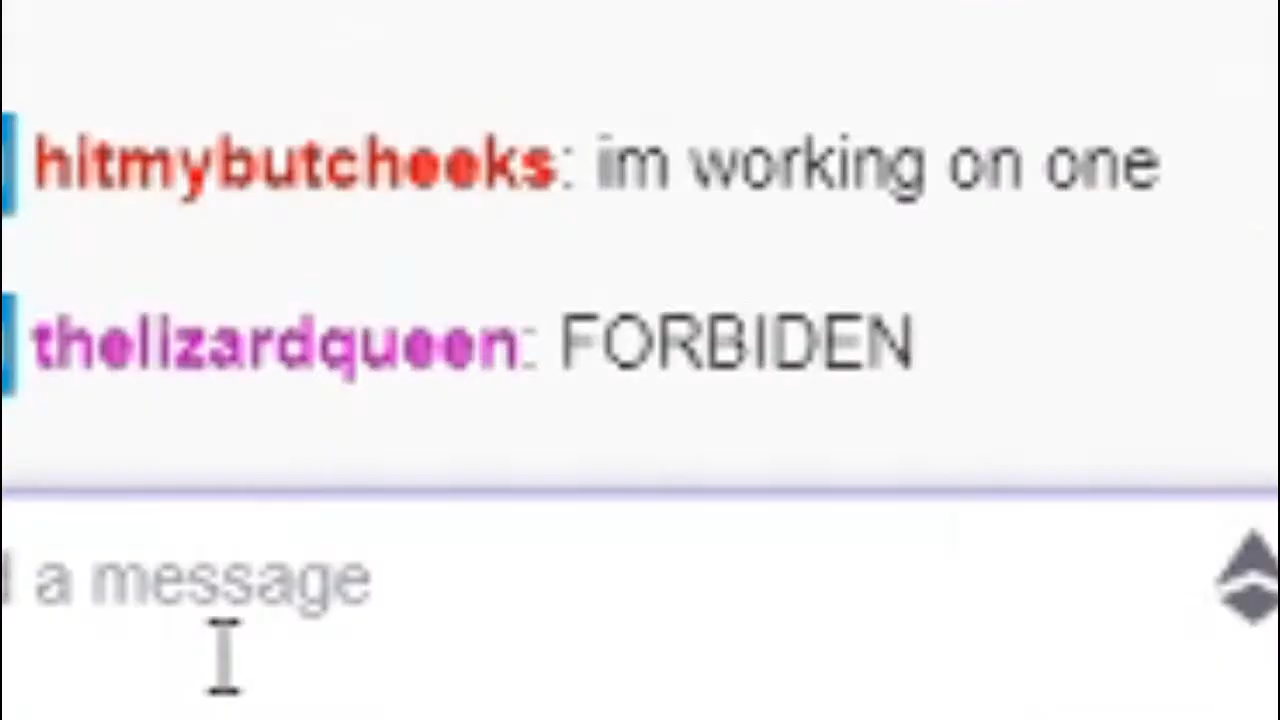 hitmybutcheeks: im working on one
thelizardqueen: FORBIDEN
a message